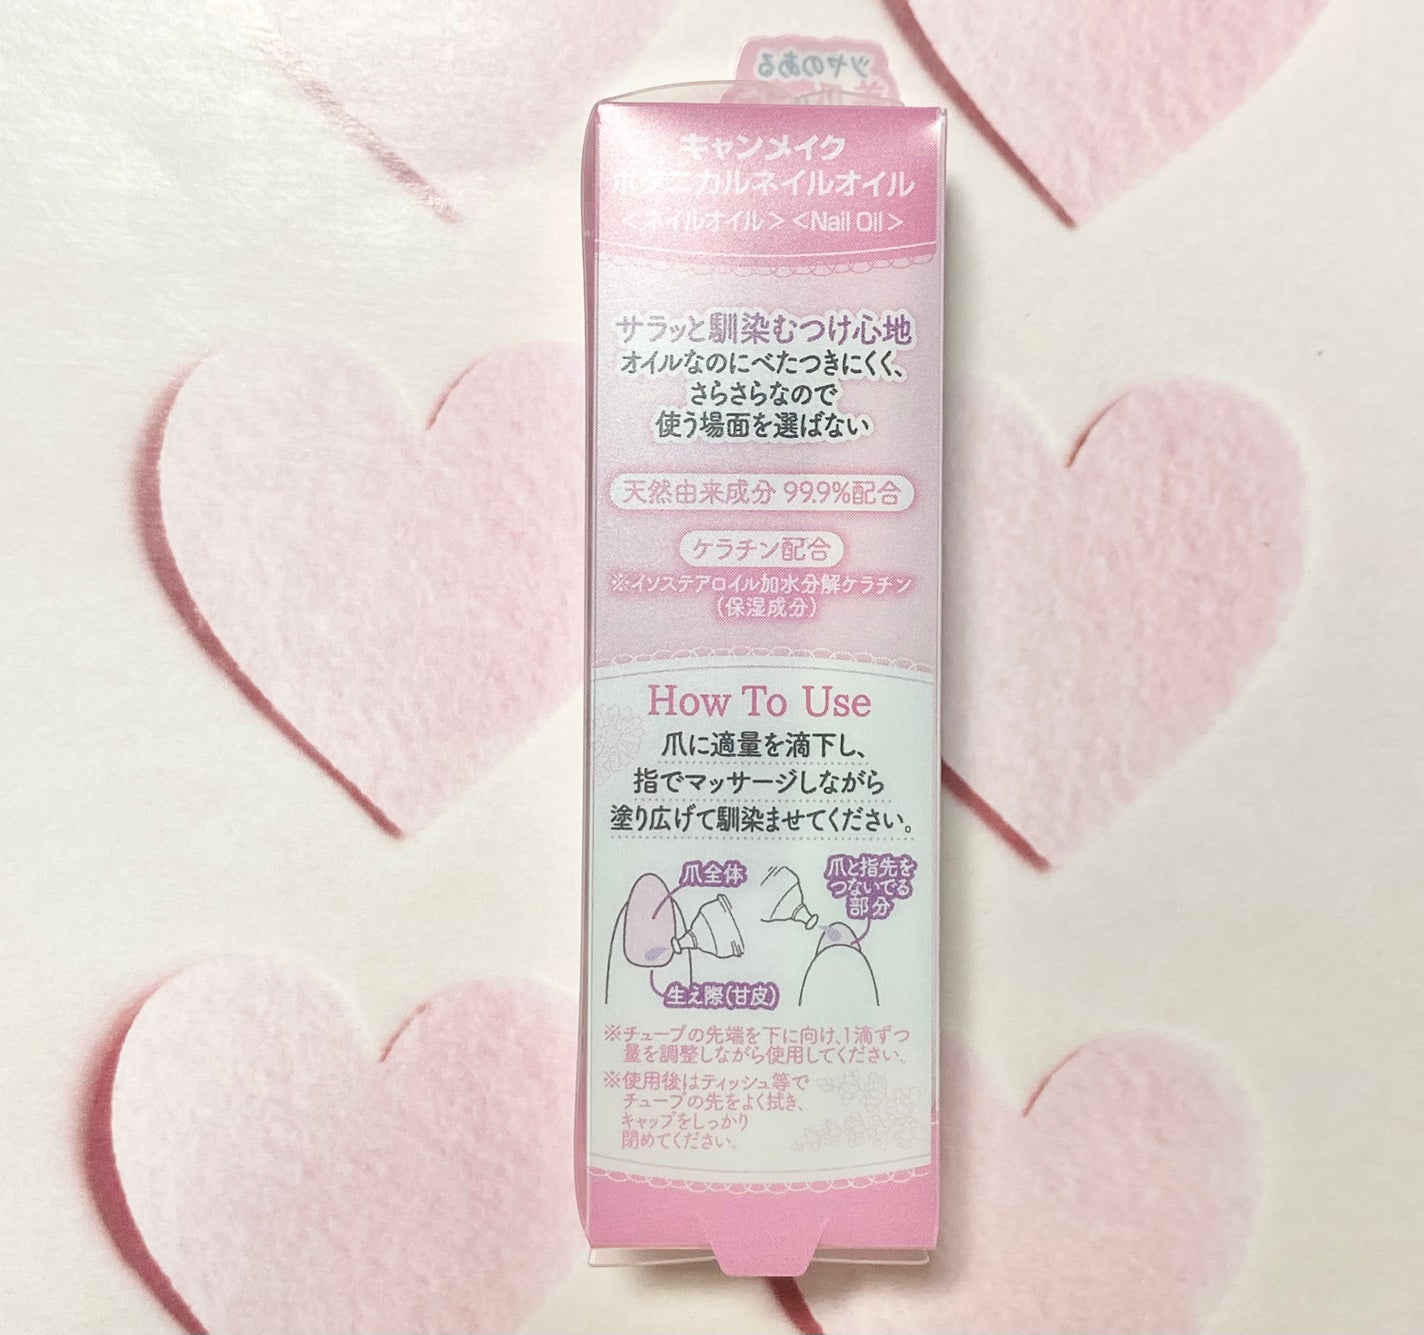 ツヤのある
キャンメイク
ボタニカルネイルオイル
＜ネイルオイル＞＜Nail Oil＞
サラッと馴染むつけ心地
オイルなのにべたつきにくく、
さらさらなので
使う場面を選ばない
天然由来成分 99.9%配合
ケラチン配合
※イソステアロイル加水分解ケラチン
（保湿成分）
How To Use
爪に適量を滴下し、
指でマッサージしながら
塗り広げて馴染ませてください。
爪全体
生え際(甘皮)
爪と指先を
つないでる
部分
※チューブの先端を下に向け、1滴ずつ
量を調整しながら使用してください。
※使用後はティッシュ等で
チューブの先をよく拭き、
キャップをしっかり
閉めてください。